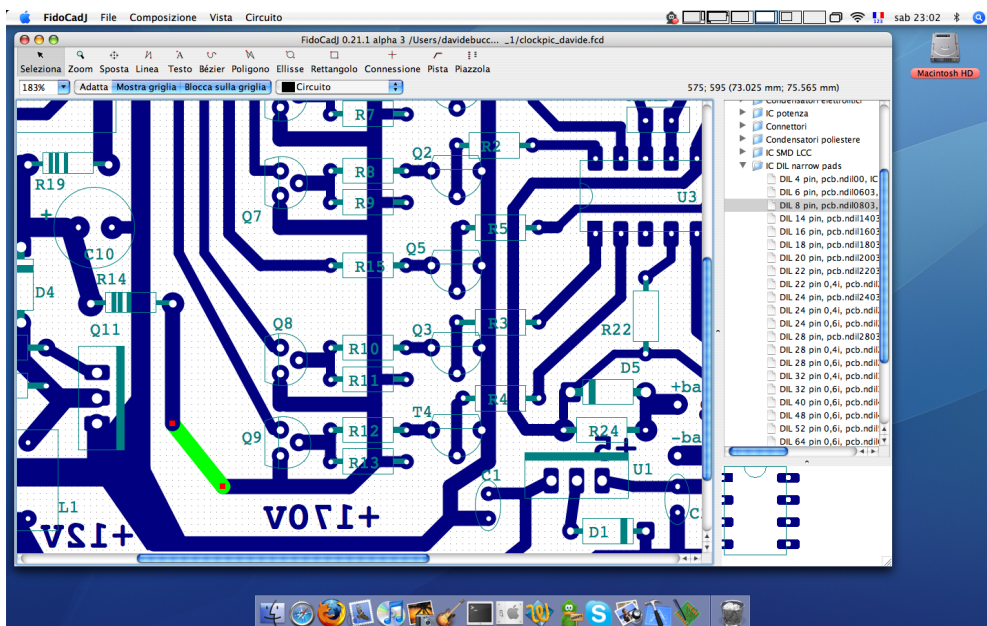 FidoCadJ File Composizione Vista Circuito sab 23:02
FidoCadJ 0.21.1 alpha 3 /Users/davidebucc... _1/clockpic_davide.fcd
Seleziona Zoom Sposta Linea Testo Bézier Poligono Ellisse Rettangolo Connessione Pista Piazzola
183% Adatta Mostra griglia Blocca sulla griglia Circuito 575; 595 (73.025 mm; 75.565 mm)
Macintosh HD
Condensatori elettrolitici
IC potenza
Connettori
Condensatori poliestere
IC SMD LCC
IC DIL narrow pads
DIL 4 pin, pcb.ndil00, IC
DIL 6 pin, pcb.ndil0603,
DIL 8 pin, pcb.ndil0803,
DIL 14 pin, pcb.ndil1403
DIL 16 pin, pcb.ndil1603
DIL 18 pin, pcb.ndil1803
DIL 20 pin, pcb.ndil2003
DIL 22 pin, pcb.ndil2203
DIL 22 pin 0,4i, pcb.ndil
DIL 24 pin, pcb.ndil2403
DIL 24 pin 0,4i, pcb.ndil
DIL 24 pin 0,6i, pcb.ndil
DIL 28 pin, pcb.ndil2803
DIL 28 pin 0,4i, pcb.ndil
DIL 28 pin 0,6i, pcb.ndil
DIL 32 pin 0,4i, pcb.ndil
DIL 32 pin 0,6i, pcb.ndil
DIL 40 pin 0,6i, pcb.ndil
DIL 48 pin 0,6i, pcb.ndil
DIL 52 pin 0,6i, pcb.ndil
DIL 64 pin 0,6i, pcb.ndil
R7
Q2 R2
R19 R8
R9 U3
+ Q7
R5
C10 Q5
R14 R15
D4
Q11 Q8 Q3 R3 R22
R10
R11 D5
R4 +ba
T4
Q9 R12 R24 -ba
+5
R13 U1
C1
L1 +170V C
+12V D1